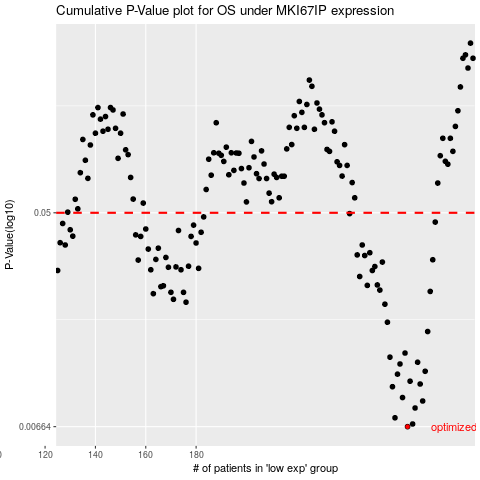 Cumulative P-Value plot for OS under MKI67IP expression
P-Value(log10)
0.05
0.00664
optimized
0 120 140 160 180
# of patients in 'low exp' group